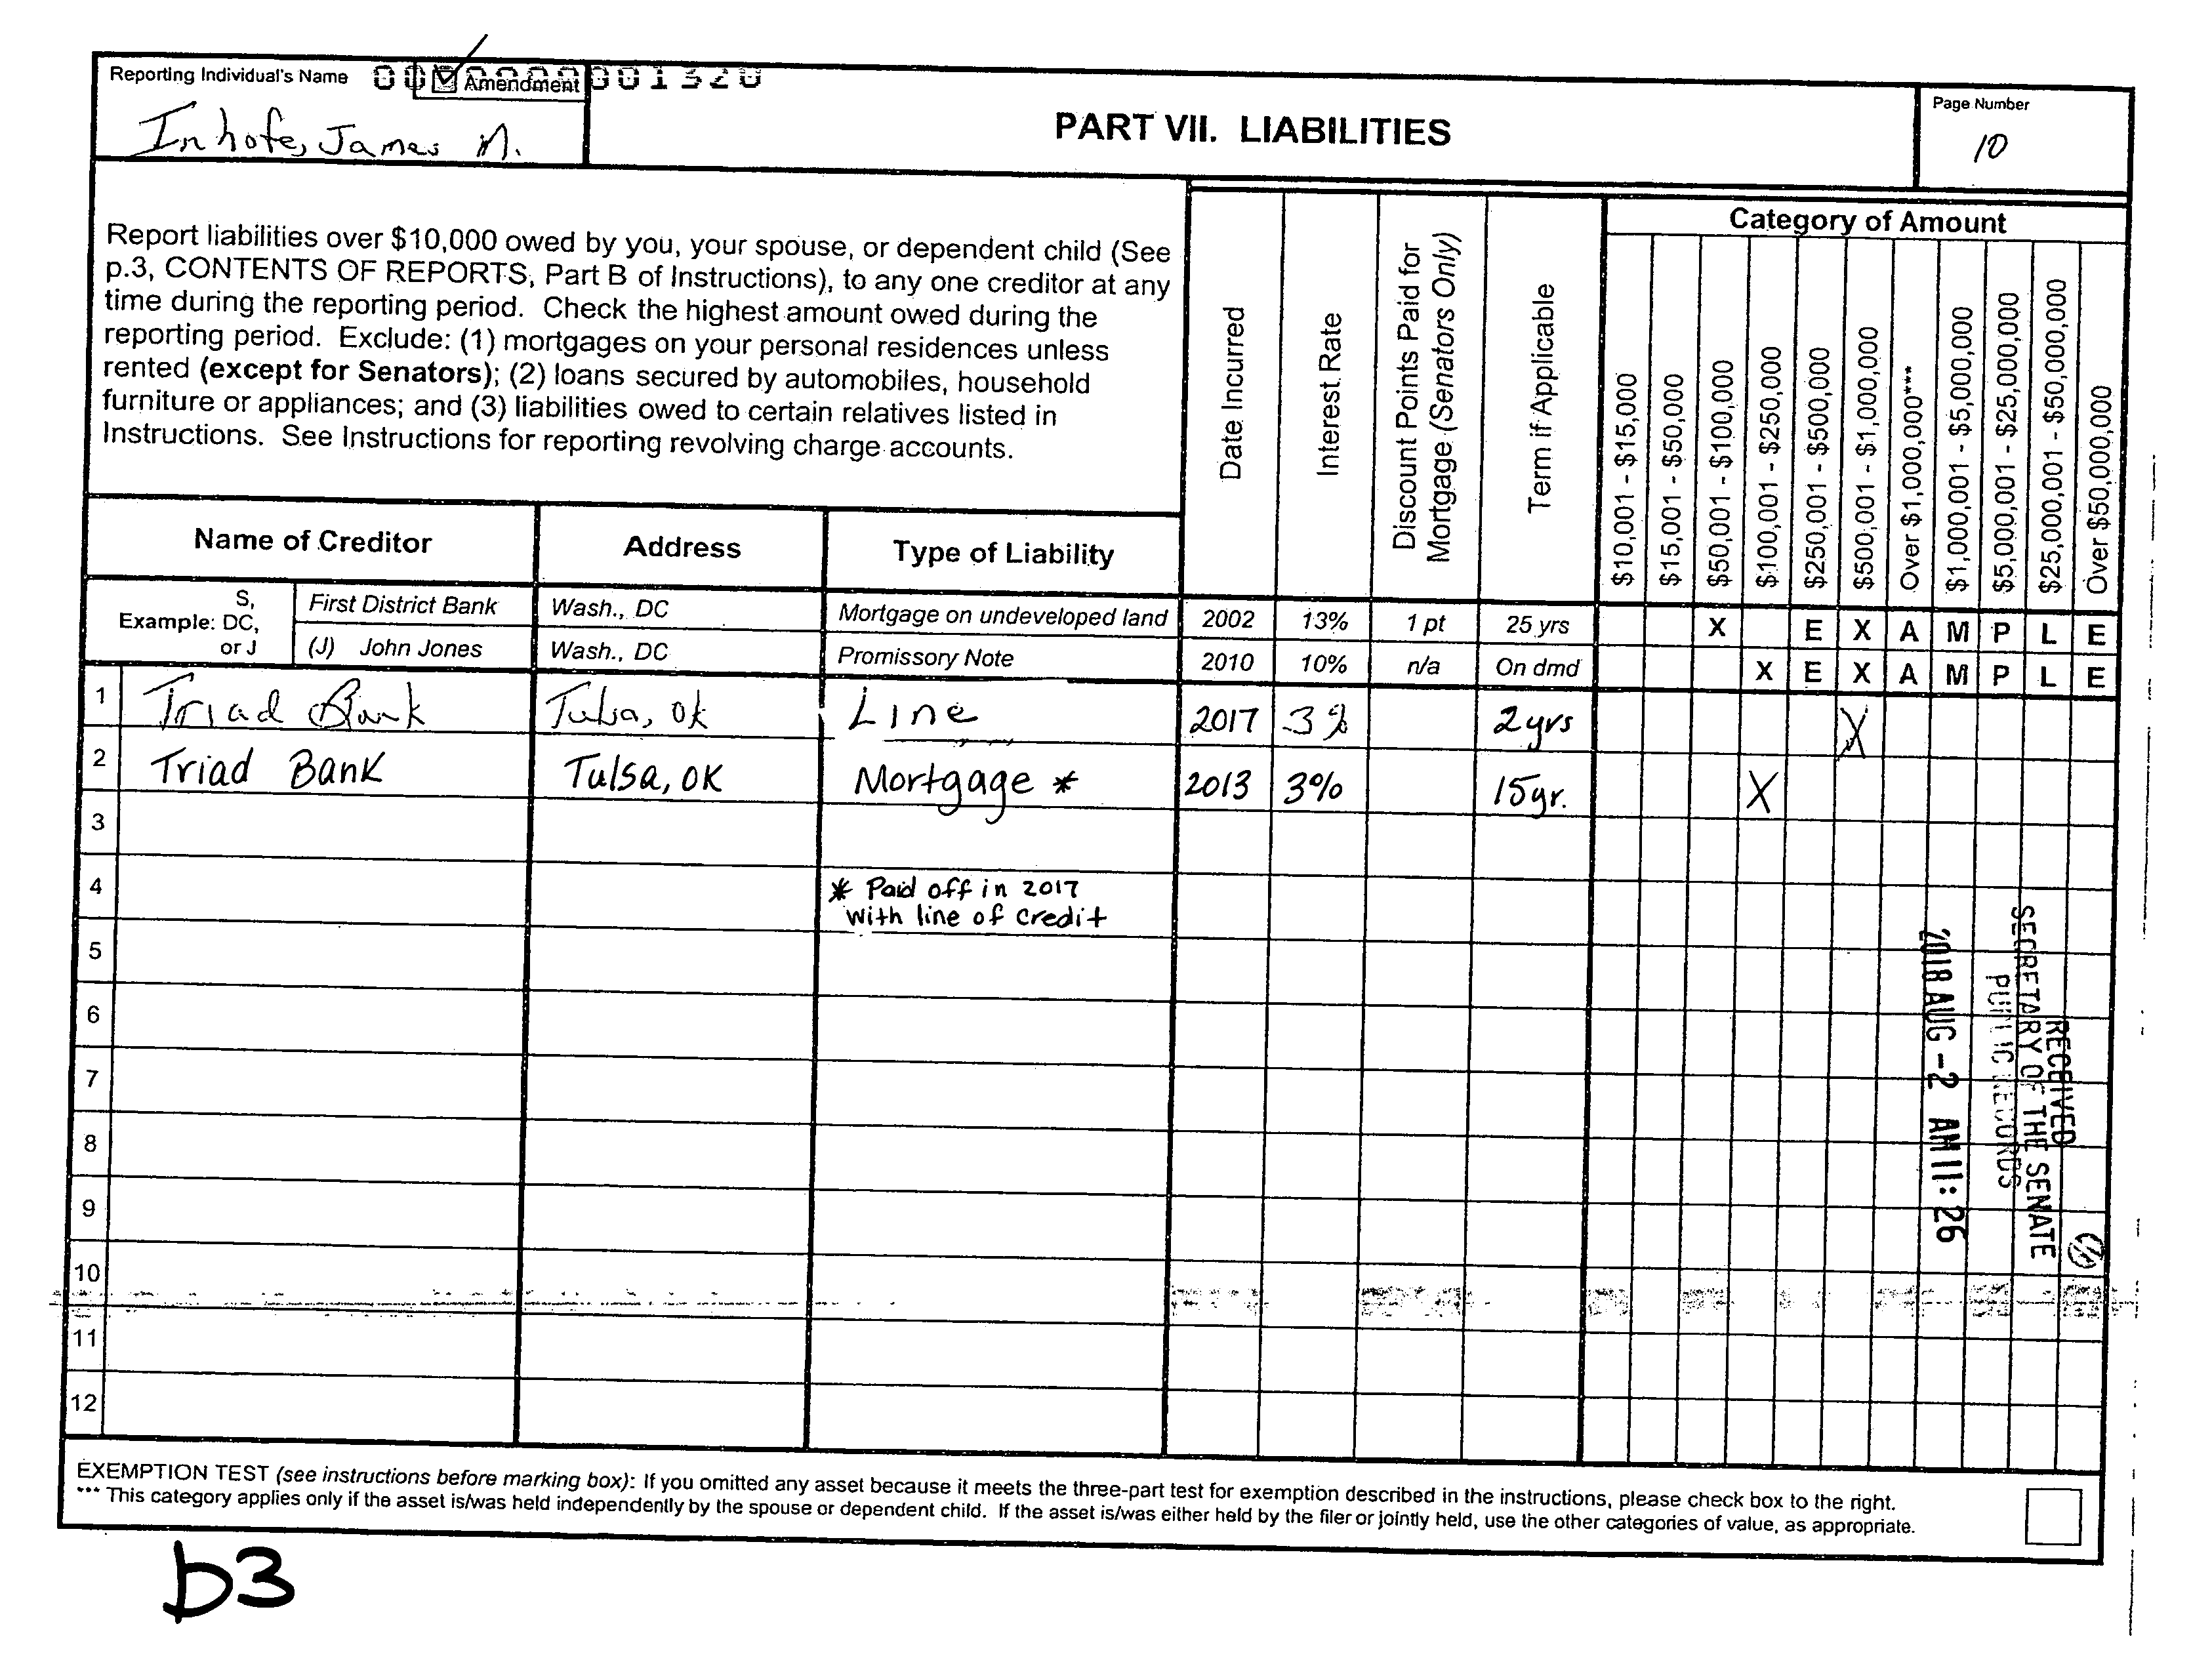 Reporting Individual's Name
Amendment
Inhofe, James M.
PART VII. LIABILITIES
Page Number
10
Report liabilities over $10,000 owed by you, your spouse, or dependent child (See
p.3, CONTENTS OF REPORTS, Part B of Instructions), to any one creditor at any
time during the reporting period. Check the highest amount owed during the
reporting period. Exclude: (1) mortgages on your personal residences unless
rented (except for Senators); (2) loans secured by automobiles, household
furniture or appliances; and (3) liabilities owed to certain relatives listed in
Instructions. See Instructions for reporting revolving charge accounts.
Date Incurred
Interest Rate
Discount Points Paid for
Mortgage (Senators Only)
Term if Applicable
Category of Amount
$10,001 - $15,000
$15,001 - $50,000
$50,001 - $100,000
$100,001 - $250,000
$250,001 - $500,000
$500,001 - $1,000,000
Over $1,000,000***
$1,000,001 - $5,000,000
$5,000,001 - $25,000,000
$25,000,001 - $50,000,000
Over $50,000,000
Name of Creditor Address Type of Liability
Example: S, DC, or J
First District Bank Wash., DC Mortgage on undeveloped land 2002 13% 1 pt 25 yrs X E X A M P L E
(J) John Jones Wash., DC Promissory Note 2010 10% n/a On dmd X E X A M P L E
1 Triad Bank Tulsa, OK Line 2017 3% 2 yrs X
2 Triad Bank Tulsa, OK Mortgage * 2013 3% 15yr. X
3
4 * Paid off in 2017
with line of credit
5
6
7
8
9
10
11
12
RECEIVED
SECRETARY OF THE SENATE
PUBLIC RECORDS
2018 AUG -2 AM 11: 26
EXEMPTION TEST (see instructions before marking box): If you omitted any asset because it meets the three-part test for exemption described in the instructions, please check box to the right.
*** This category applies only if the asset is/was held independently by the spouse or dependent child. If the asset is/was either held by the filer or jointly held, use the other categories of value, as appropriate.
b3